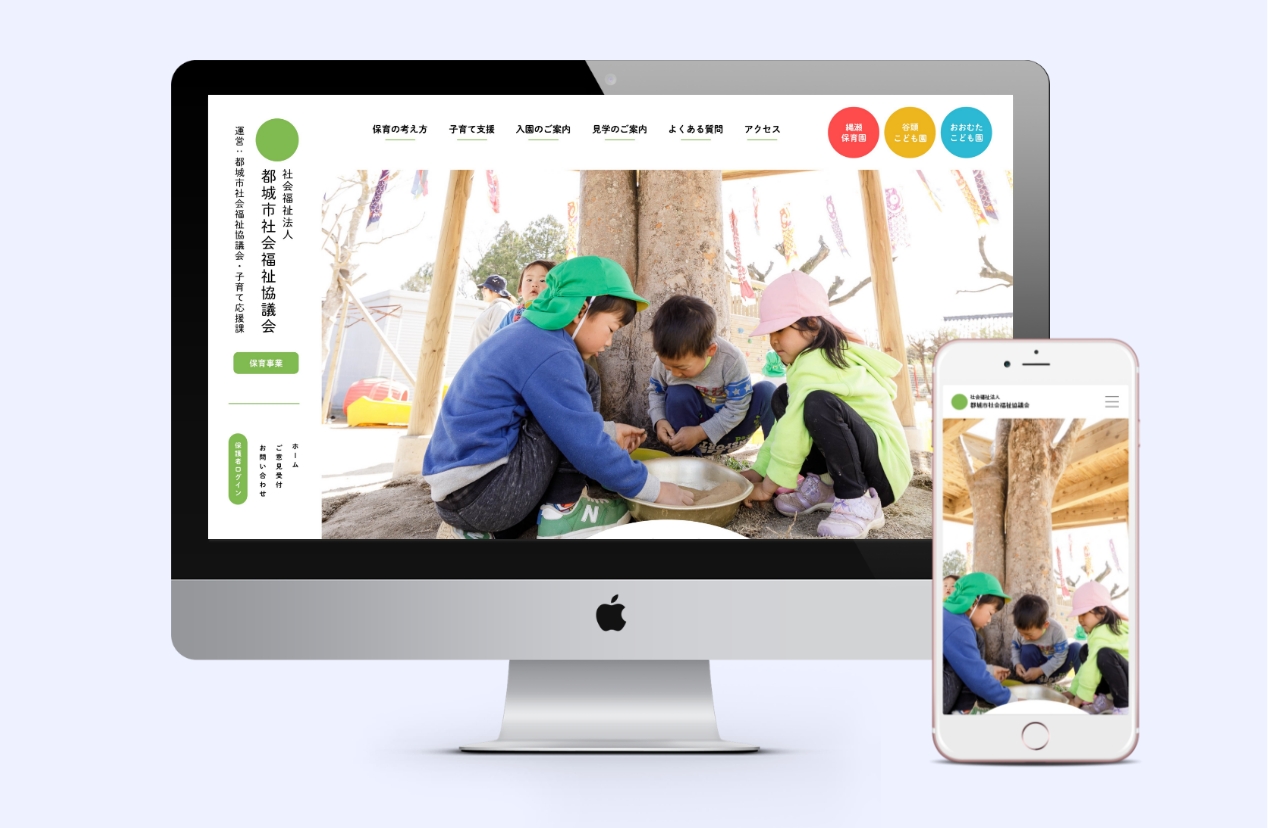 運営：都城市社会福祉協議会・子育て応援課
社会福祉法人
都城市社会福祉協議会
保育事業
保護者ログイン
お問い合わせ
ご意見受付
ホーム
保育の考え方
子育て支援
入園のご案内
見学のご案内
よくある質問
アクセス
縄瀬
保育園
谷頭
こども園
おおむた
こども園
N
社会福祉法人
都城市社会福祉協議会